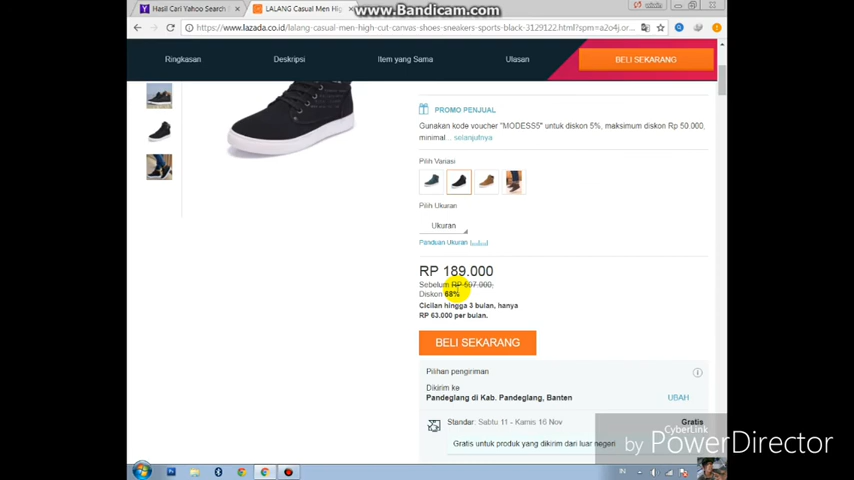 www.Bandicam.com
Hasil Cari Yahoo Search
LALANG Casual Men Hig
https://www.lazada.co.id/lalang-casual-men-high-cut-canvas-shoes-sneakers-sports-black-3129122.html?spm=a2o4j.or...
Ringkasan
Deskripsi
Item yang Sama
Ulasan
BELI SEKARANG
PROMO PENJUAL
Gunakan kode voucher "MODESS5" untuk diskon 5%, maksimum diskon Rp 50.000,
minimal... selanjutnya
Pilih Variasi
Pilih Ukuran
Ukuran
Panduan Ukuran
RP 189.000
Sebelum RP 597.000,
Diskon 68%
Cicilan hingga 3 bulan, hanya
RP 63.000 per bulan.
BELI SEKARANG
Pilihan pengiriman
Dikirim ke
Pandeglang di Kab. Pandeglang, Banten
UBAH
Standar: Sabtu 11 - Kamis 16 Nov
Gratis
Gratis untuk produk yang dikirim dari luar negeri
CyberLink
by PowerDirector
IN